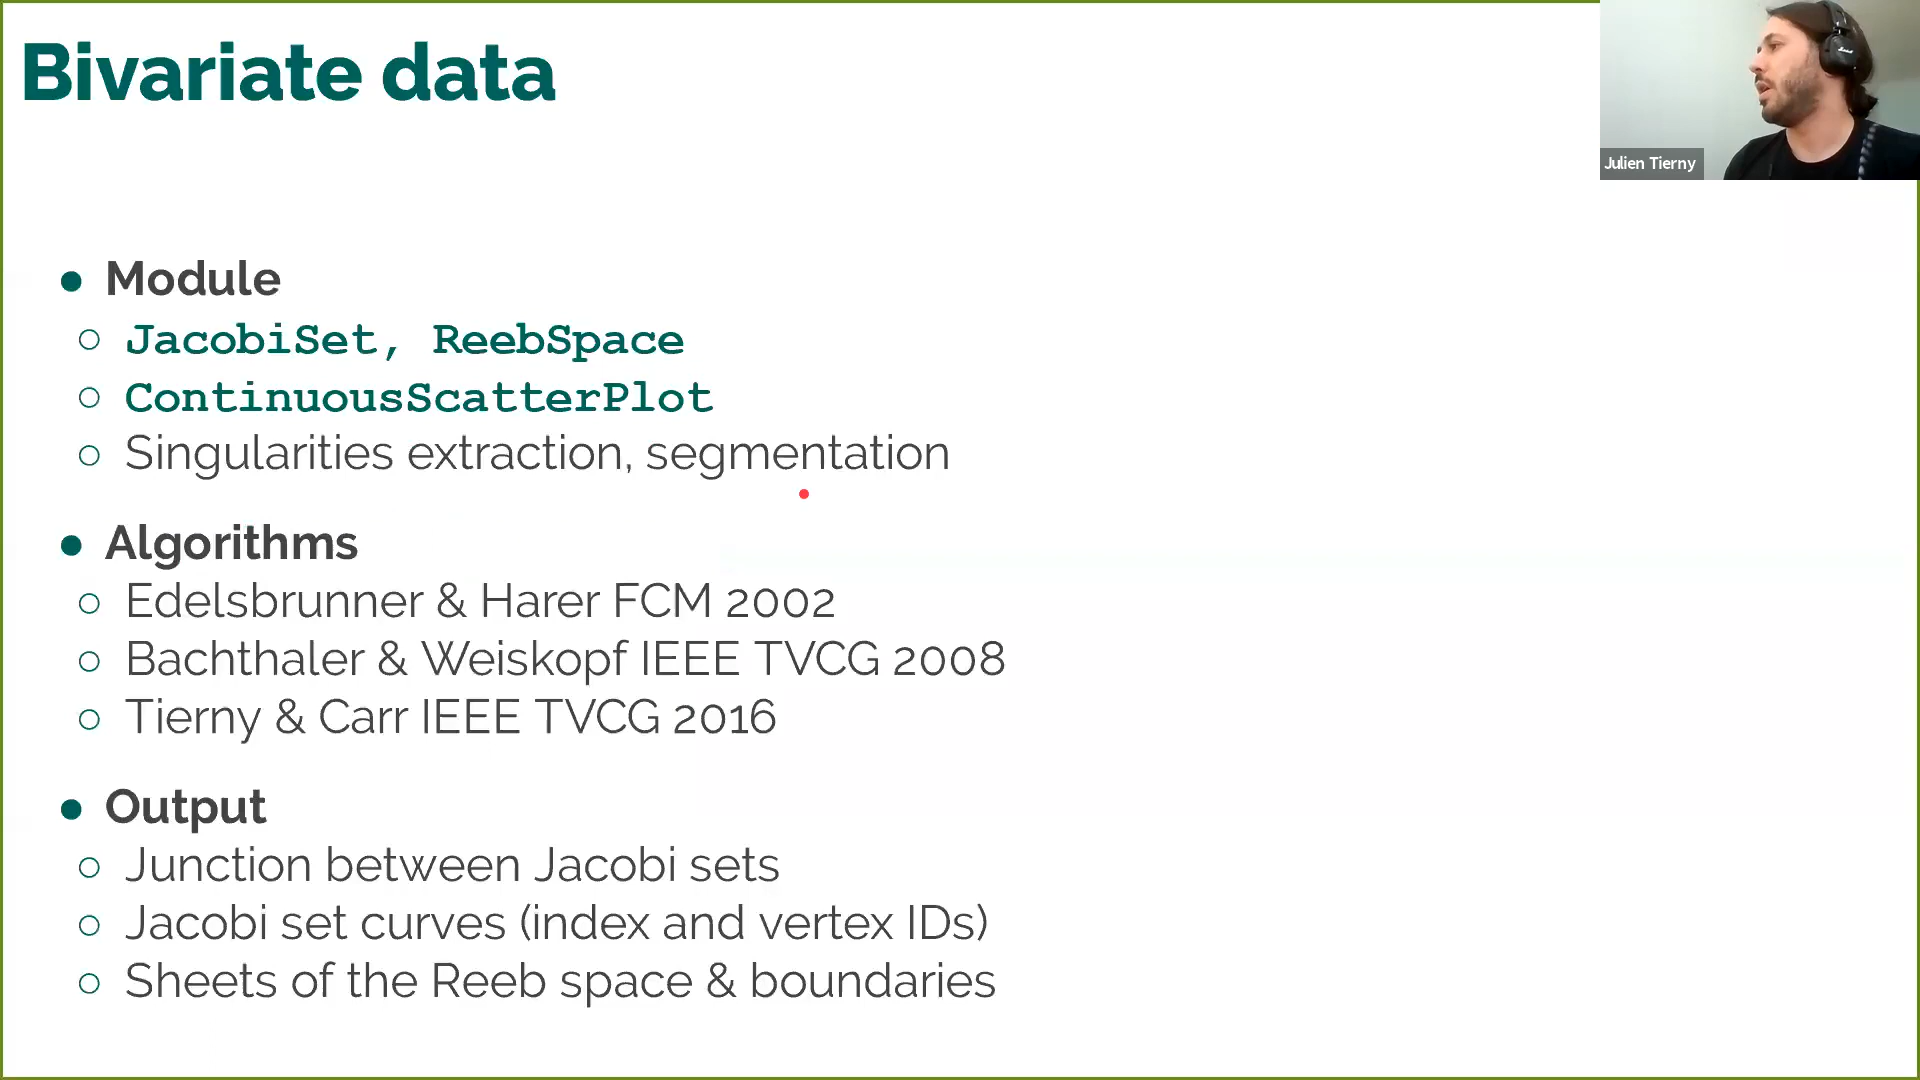 Bivariate data
Julien Tierny
Module
JacobiSet, ReebSpace
ContinuousScatterPlot
Singularities extraction, segmentation
Algorithms
Edelsbrunner & Harer FCM 2002
Bachthaler & Weiskopf IEEE TVCG 2008
Tierny & Carr IEEE TVCG 2016
Output
Junction between Jacobi sets
Jacobi set curves (index and vertex IDs)
Sheets of the Reeb space & boundaries